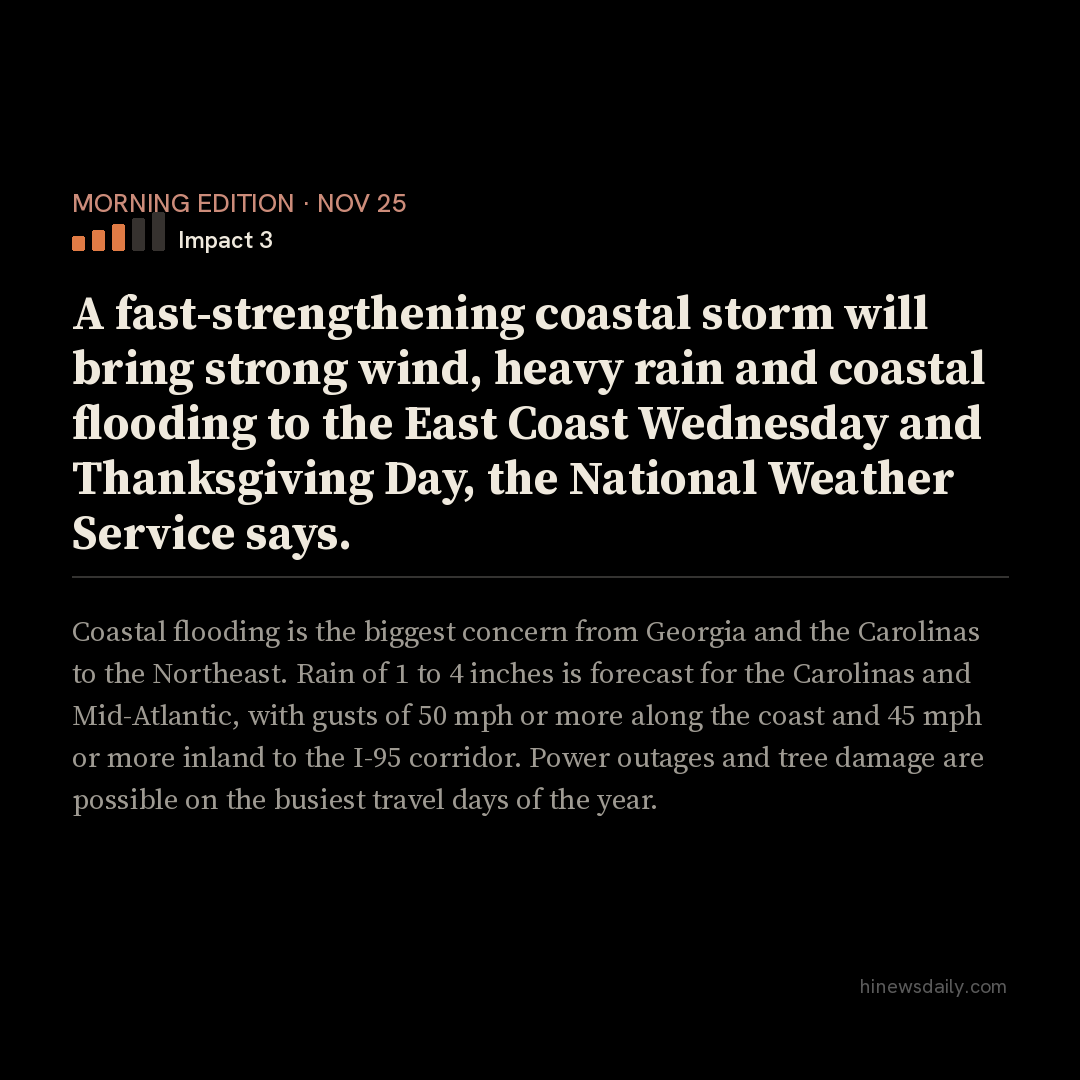 MORNING EDITION · NOV 25
Impact 3
A fast-strengthening coastal storm will
bring strong wind, heavy rain and coastal
flooding to the East Coast Wednesday and
Thanksgiving Day, the National Weather
Service says.
Coastal flooding is the biggest concern from Georgia and the Carolinas
to the Northeast. Rain of 1 to 4 inches is forecast for the Carolinas and
Mid-Atlantic, with gusts of 50 mph or more along the coast and 45 mph
or more inland to the I-95 corridor. Power outages and tree damage are
possible on the busiest travel days of the year.
hinewsdaily.com